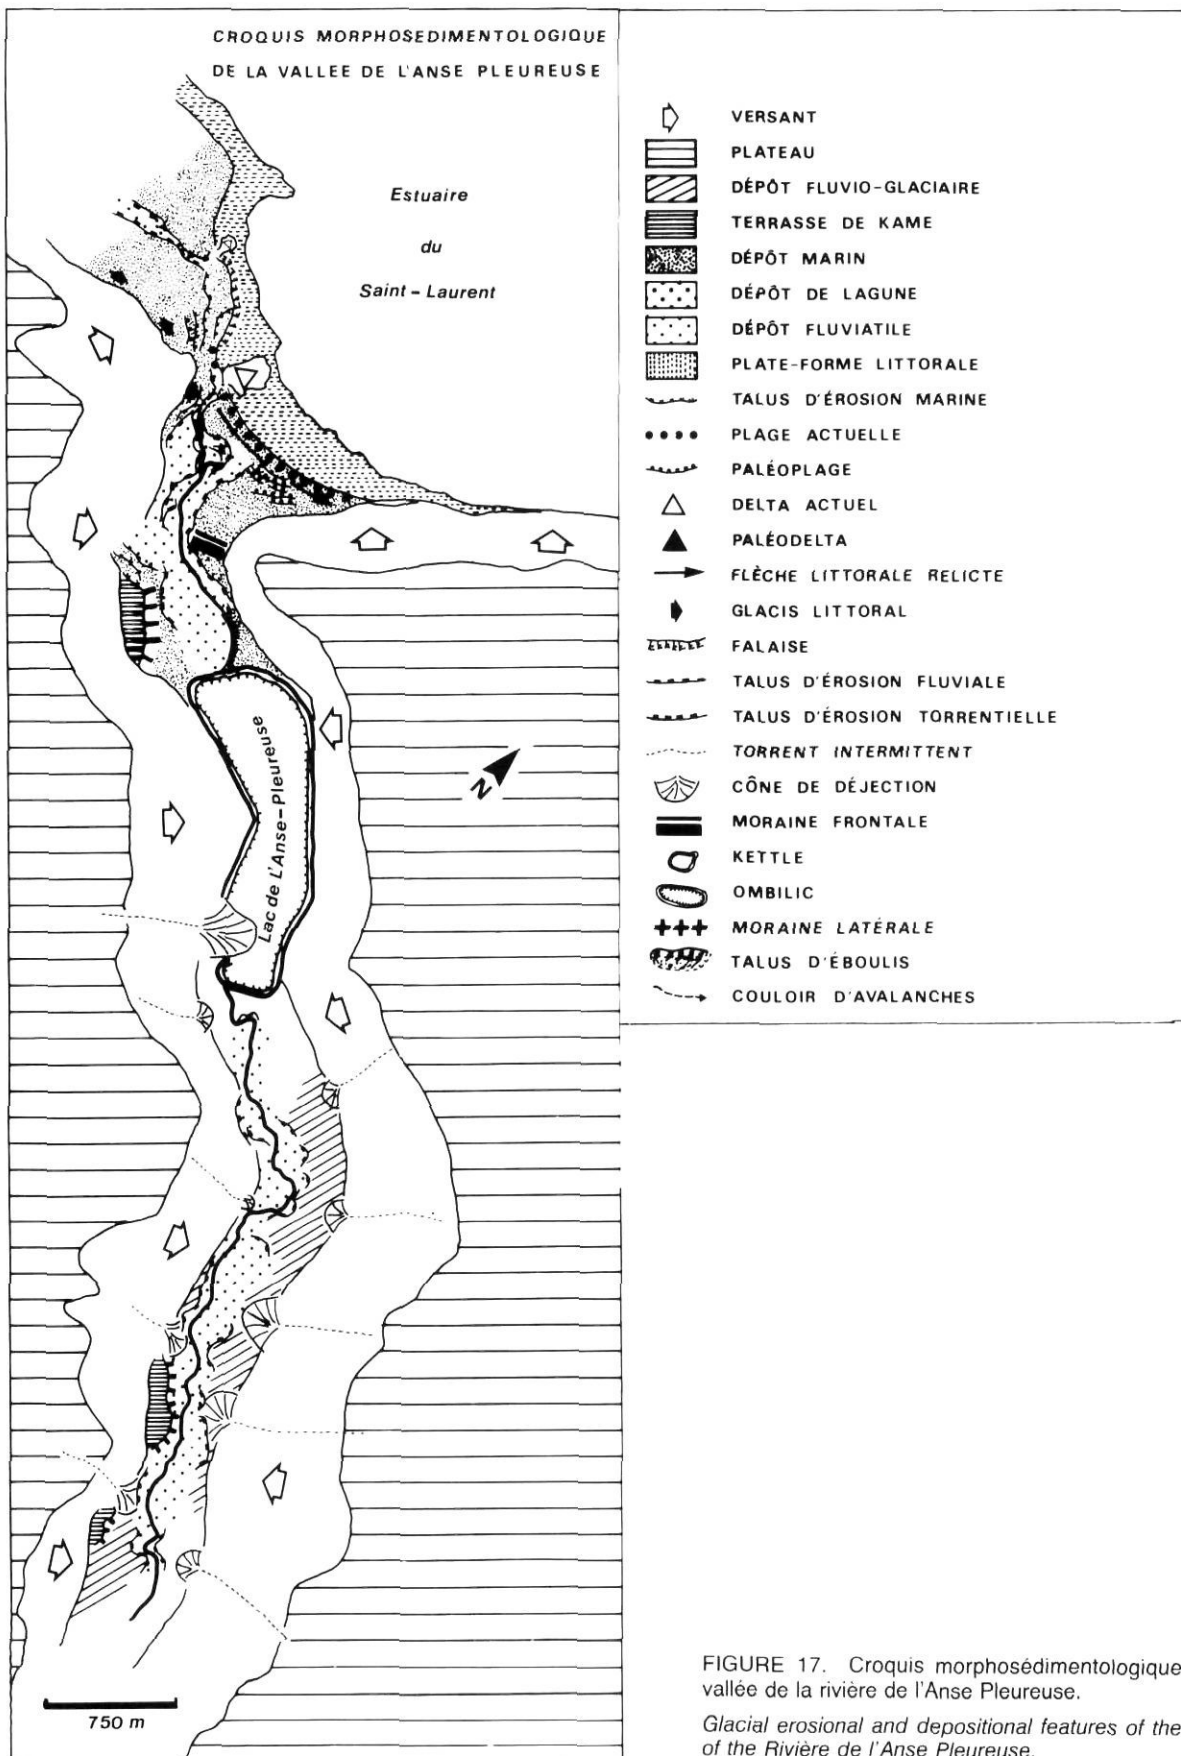 CROQUIS MORPHOSEDIMENTOLOGIQUE
DE LA VALLEE DE L'ANSE PLEUREUSE
Estuaire
du
Saint-Laurent
Lac de L'Anse-Pleureuse
N
750 m
VERSANT
PLATEAU
DÉPÔT FLUVIO-GLACIAIRE
TERRASSE DE KAME
DÉPÔT MARIN
DÉPÔT DE LAGUNE
DÉPÔT FLUVIATILE
PLATE-FORME LITTORALE
TALUS D'ÉROSION MARINE
PLAGE ACTUELLE
PALÉOPLAGE
DELTA ACTUEL
PALÉODELTA
FLÈCHE LITTORALE RELICTE
GLACIS LITTORAL
FALAISE
TALUS D'ÉROSION FLUVIALE
TALUS D'ÉROSION TORRENTIELLE
TORRENT INTERMITTENT
CÔNE DE DÉJECTION
MORAINE FRONTALE
KETTLE
OMBILIC
MORAINE LATÉRALE
TALUS D'ÉBOULIS
COULOIR D'AVALANCHES
FIGURE 17. Croquis morphosédimentologique
vallée de la rivière de l'Anse Pleureuse.
Glacial erosional and depositional features of the
of the Rivière de l'Anse Pleureuse.